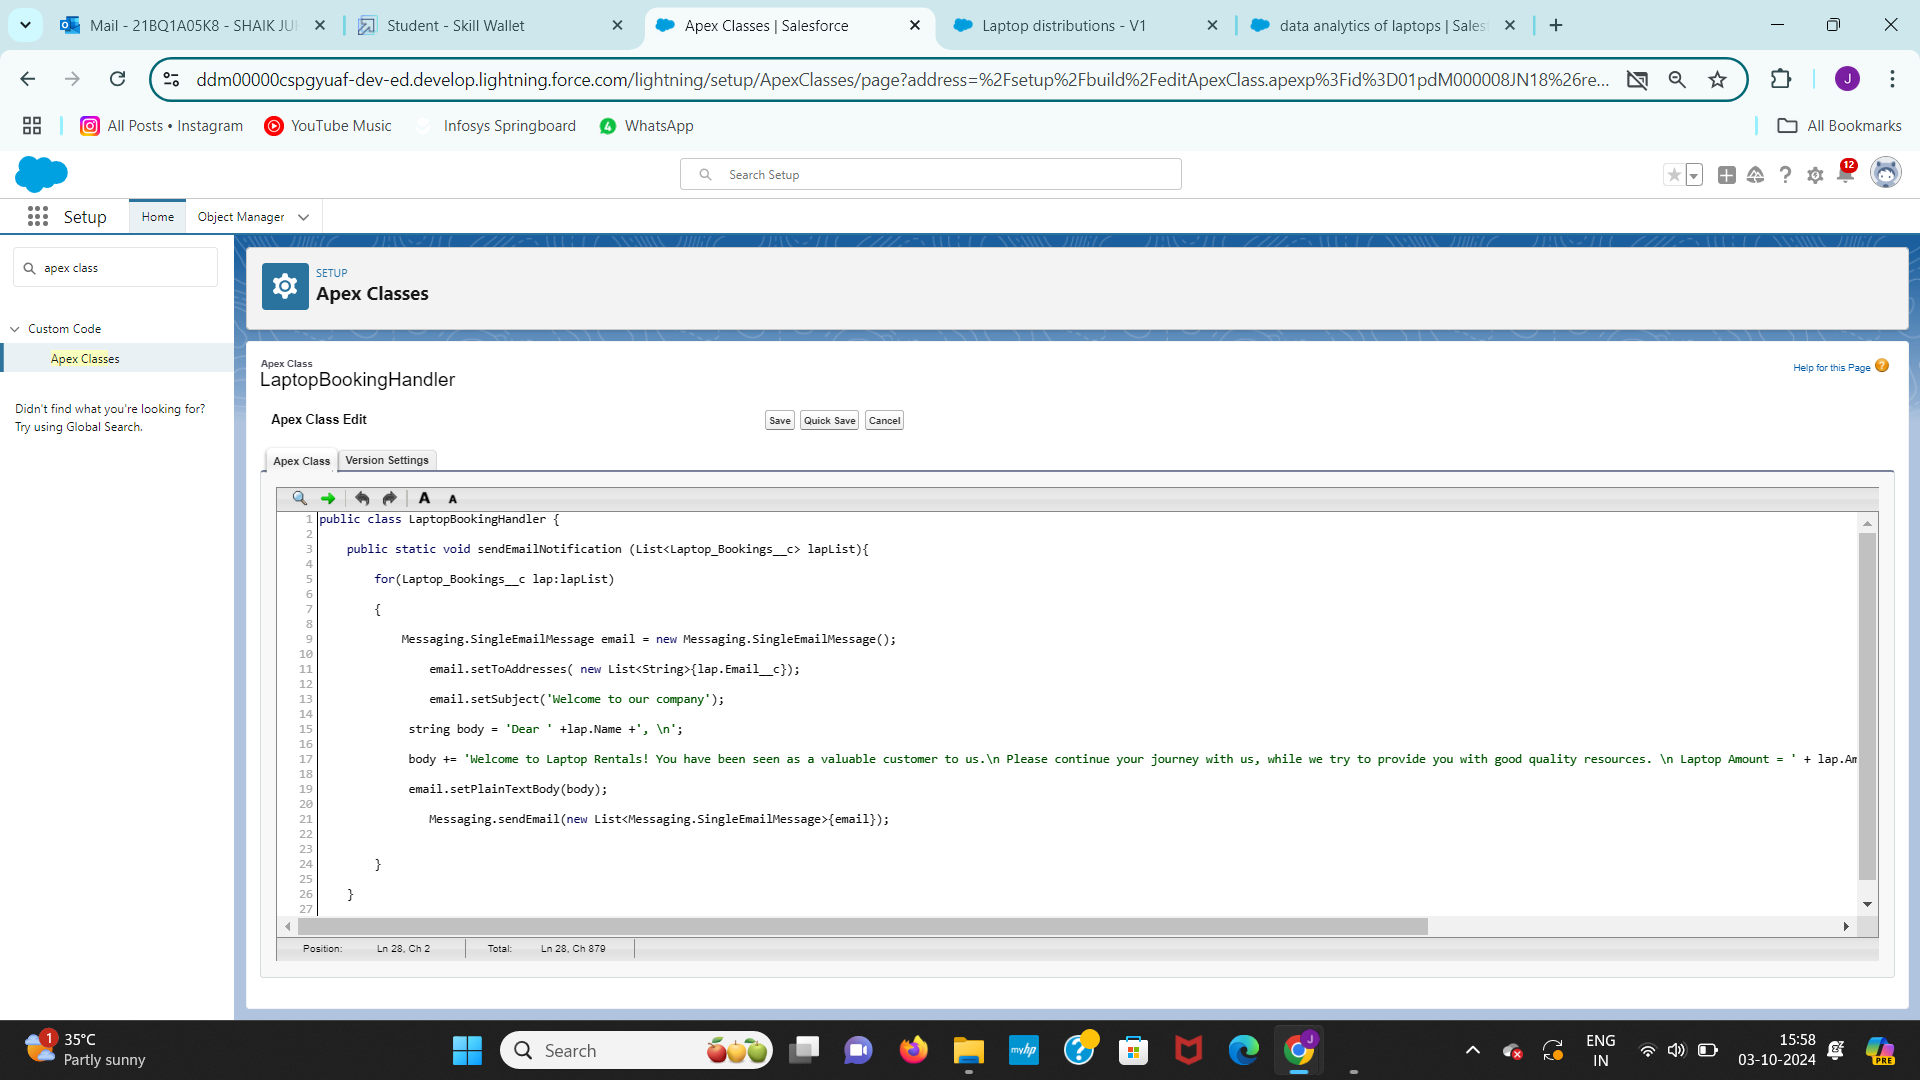 Mail - 21BQ1A05K8 - SHAIK JU
Student - Skill Wallet
Apex Classes | Salesforce
Laptop distributions - V1
data analytics of laptops | Sales
ddm00000cspgyuaf-dev-ed.develop.lightning.force.com/lightning/setup/ApexClasses/page?address=%2Fsetup%2Fbuild%2FeditApexClass.apexp%3Fid%3D01pdM000008JN18%26re...
J
All Posts • Instagram
YouTube Music
Infosys Springboard
WhatsApp
All Bookmarks
Search Setup
12
Setup
Home
Object Manager
apex class
Custom Code
Apex Classes
Didn't find what you're looking for?
Try using Global Search.
SETUP
Apex Classes
Apex Class
LaptopBookingHandler
Help for this Page
Apex Class Edit
Save
Quick Save
Cancel
Apex Class
Version Settings
A A
1 public class LaptopBookingHandler {
2
3 public static void sendEmailNotification (List<Laptop_Bookings__c> lapList){
4
5 for(Laptop_Bookings__c lap:lapList)
6
7 {
8
9 Messaging.SingleEmailMessage email = new Messaging.SingleEmailMessage();
10
11 email.setToAddresses( new List<String>{lap.Email__c});
12
13 email.setSubject('Welcome to our company');
14
15 string body = 'Dear ' +lap.Name +', \n';
16
17 body += 'Welcome to Laptop Rentals! You have been seen as a valuable customer to us.\n Please continue your journey with us, while we try to provide you with good quality resources. \n Laptop Amount = ' + lap.Am
18
19 email.setPlainTextBody(body);
20
21 Messaging.sendEmail(new List<Messaging.SingleEmailMessage>{email});
22
23
24 }
25
26 }
27
Position: Ln 28, Ch 2 Total: Ln 28, Ch 879
1
35°C
Partly sunny
Search
myhp
J
ENG
IN
15:58
03-10-2024
PRE